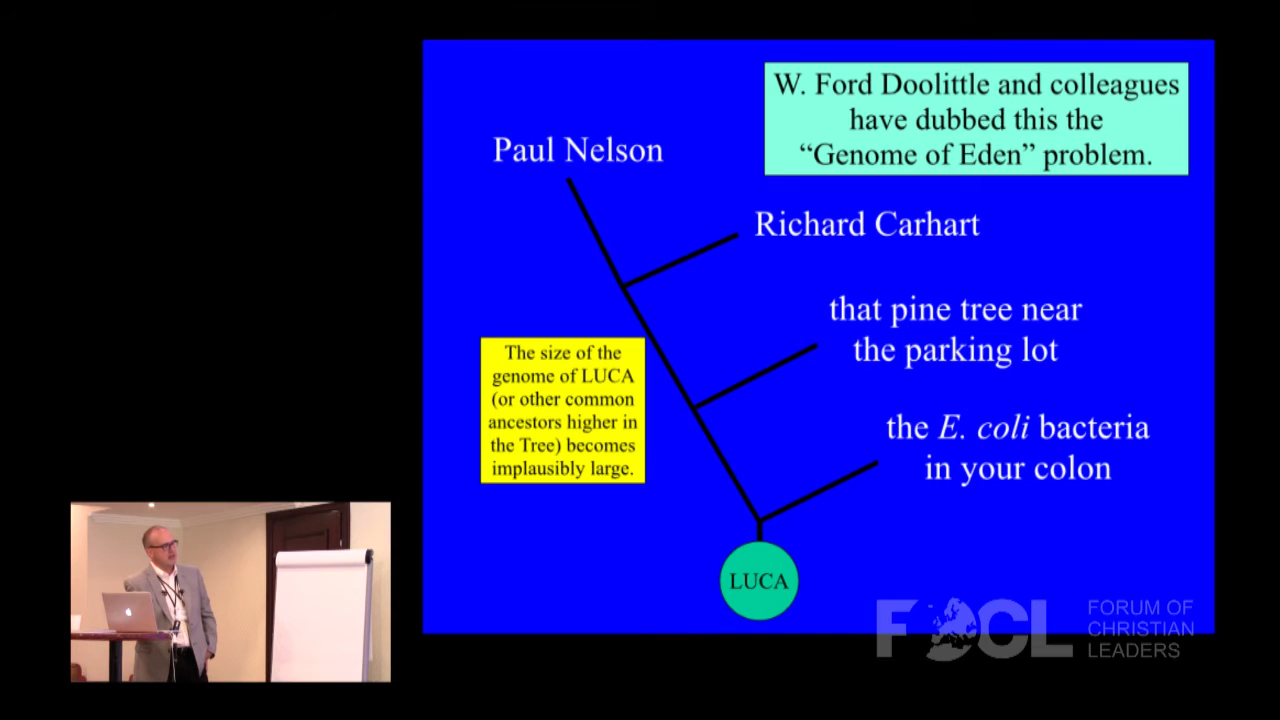 W. Ford Doolittle and colleagues
have dubbed this the
“Genome of Eden” problem.
Paul Nelson
Richard Carhart
that pine tree near
the parking lot
The size of the
genome of LUCA
(or other common
ancestors higher in
the Tree) becomes
implausibly large.
the E. coli bacteria
in your colon
LUCA
FOCL
FORUM OF
CHRISTIAN
LEADERS